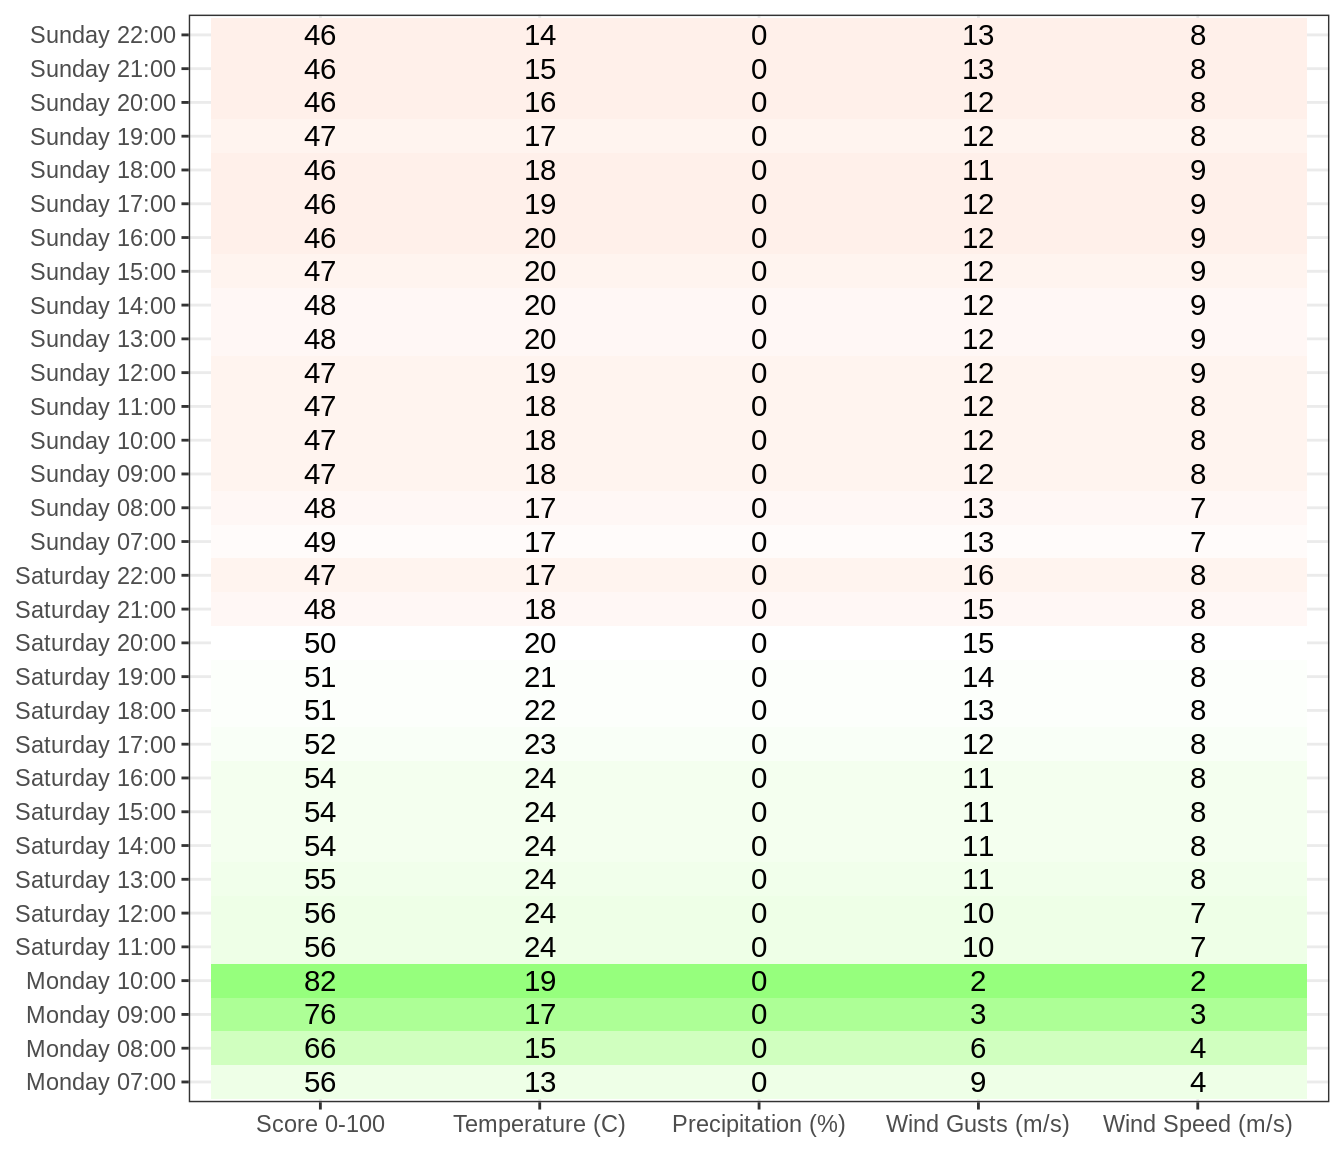 Sunday 22:00 46 14 0 13 8
Sunday 21:00 46 15 0 13 8
Sunday 20:00 46 16 0 12 8
Sunday 19:00 47 17 0 12 8
Sunday 18:00 46 18 0 11 9
Sunday 17:00 46 19 0 12 9
Sunday 16:00 46 20 0 12 9
Sunday 15:00 47 20 0 12 9
Sunday 14:00 48 20 0 12 9
Sunday 13:00 48 20 0 12 9
Sunday 12:00 47 19 0 12 9
Sunday 11:00 47 18 0 12 8
Sunday 10:00 47 18 0 12 8
Sunday 09:00 47 18 0 12 8
Sunday 08:00 48 17 0 13 7
Sunday 07:00 49 17 0 13 7
Saturday 22:00 47 17 0 16 8
Saturday 21:00 48 18 0 15 8
Saturday 20:00 50 20 0 15 8
Saturday 19:00 51 21 0 14 8
Saturday 18:00 51 22 0 13 8
Saturday 17:00 52 23 0 12 8
Saturday 16:00 54 24 0 11 8
Saturday 15:00 54 24 0 11 8
Saturday 14:00 54 24 0 11 8
Saturday 13:00 55 24 0 11 8
Saturday 12:00 56 24 0 10 7
Saturday 11:00 56 24 0 10 7
Monday 10:00 82 19 0 2 2
Monday 09:00 76 17 0 3 3
Monday 08:00 66 15 0 6 4
Monday 07:00 56 13 0 9 4
Score 0-100 Temperature (C) Precipitation (%) Wind Gusts (m/s) Wind Speed (m/s)